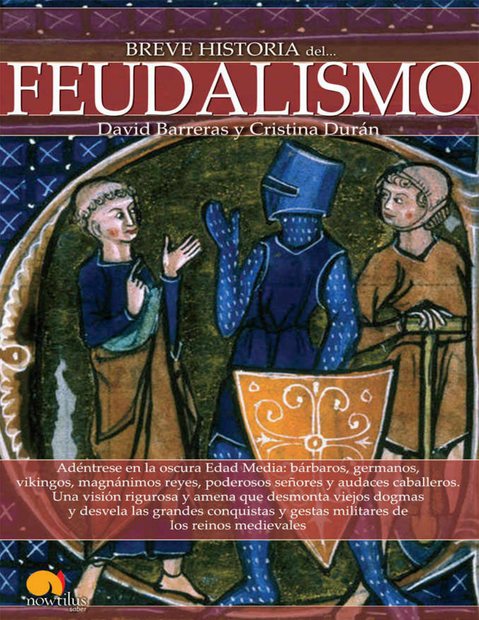 BREVE HISTORIA del...
FEUDALISMO
David Barreras y Cristina Durán
Adéntrese en la oscura Edad Media: bárbaros, germanos,
vikingos, magnánimos reyes, poderosos señores y audaces caballeros.
Una visión rigurosa y amena que desmonta viejos dogmas
y desvela las grandes conquistas y gestas militares de
los reinos medievales
nowtilus
saber